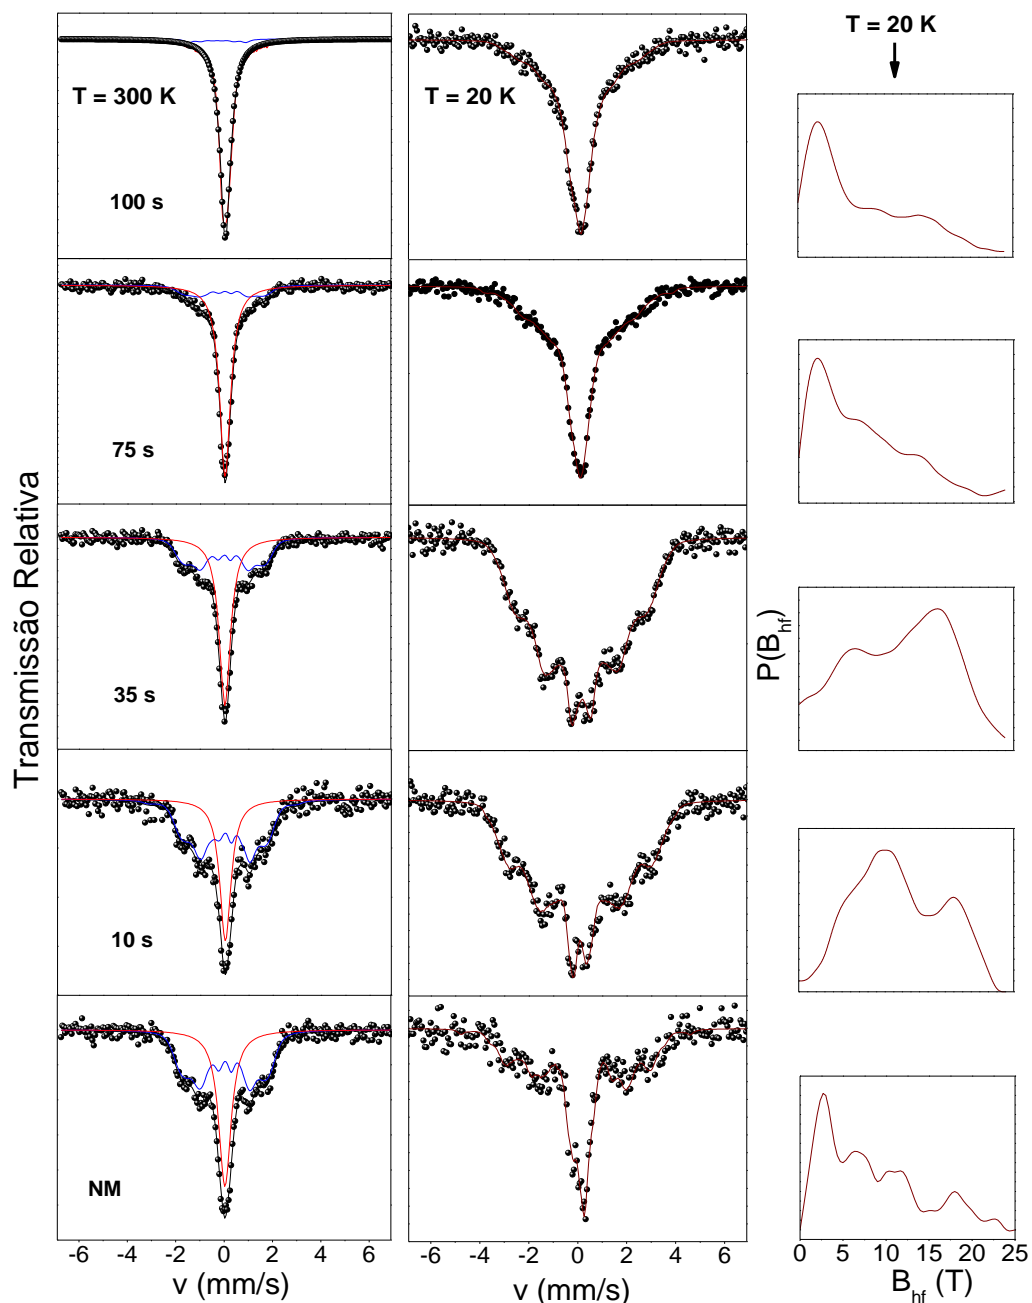 T = 20 K
T = 300 K
T = 20 K
100 s
75 s
35 s
10 s
NM
Transmissão Relativa
P(B_hf)
-6 -4 -2 0 2 4 6
-6 -4 -2 0 2 4 6
0 5 10 15 20 25
v (mm/s)
v (mm/s)
B_hf (T)